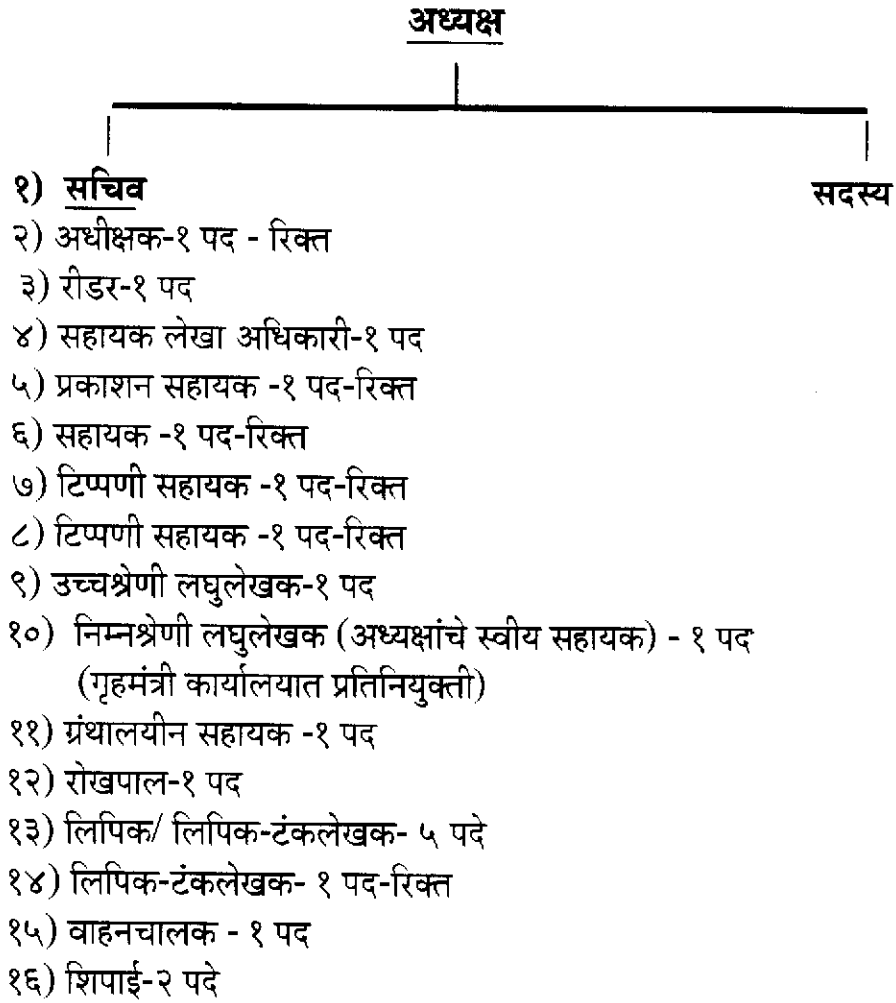 अध्यक्ष
१) सचिव सदस्य
२) अधीक्षक-१ पद - रिक्त
३) रीडर-१ पद
४) सहायक लेखा अधिकारी-१ पद
५) प्रकाशन सहायक -१ पद-रिक्त
६) सहायक -१ पद-रिक्त
७) टिप्पणी सहायक -१ पद-रिक्त
८) टिप्पणी सहायक -१ पद-रिक्त
९) उच्चश्रेणी लघुलेखक-१ पद
१०) निम्नश्रेणी लघुलेखक (अध्यक्षांचे स्वीय सहायक) - १ पद
(गृहमंत्री कार्यालयात प्रतिनियुक्ती)
११) ग्रंथालयीन सहायक -१ पद
१२) रोखपाल-१ पद
१३) लिपिक/ लिपिक-टंकलेखक- ५ पदे
१४) लिपिक-टंकलेखक- १ पद-रिक्त
१५) वाहनचालक - १ पद
१६) शिपाई-२ पदे